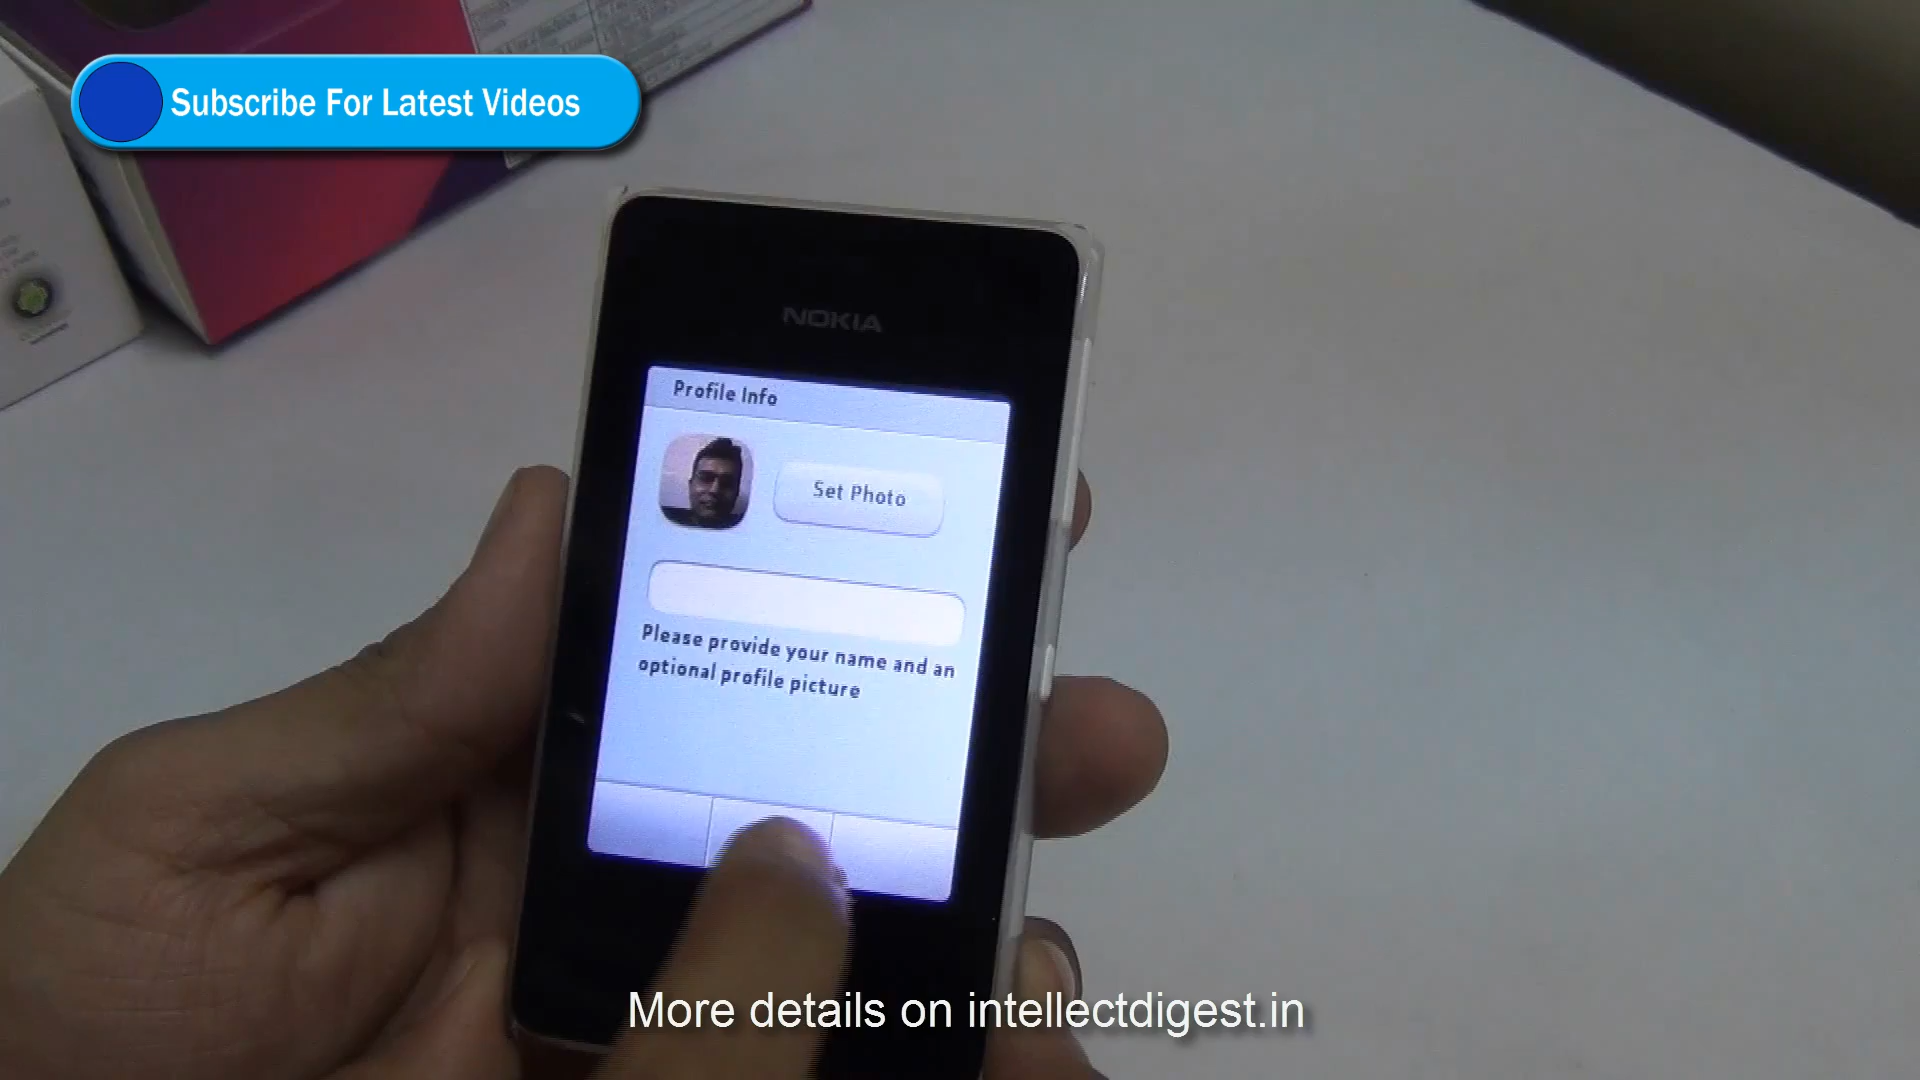 Subscribe For Latest Videos
NOKIA
Profile Info
Set Photo
Please provide your name and an
optional profile picture
More details on intellectdigest.in